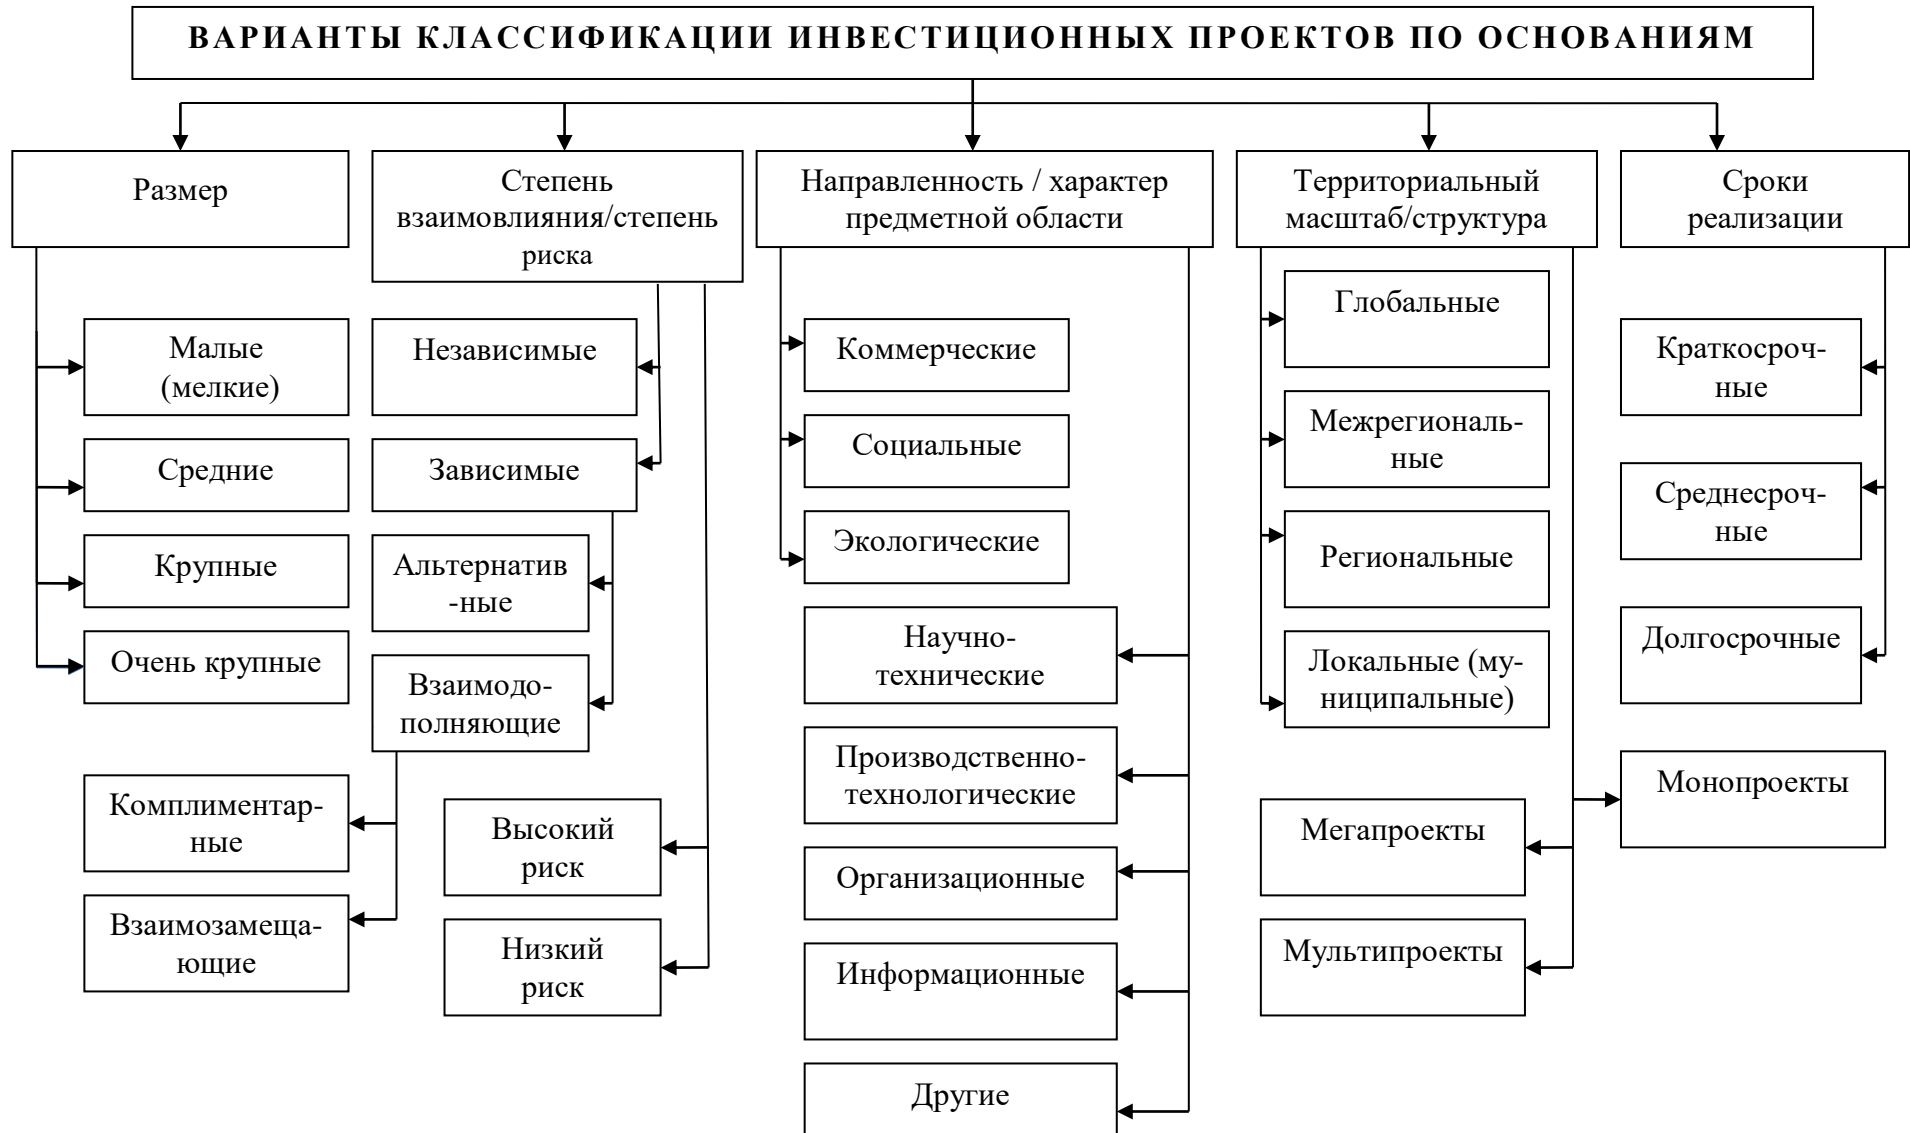 ВАРИАНТЫ КЛАССИФИКАЦИИ ИНВЕСТИЦИОННЫХ ПРОЕКТОВ ПО ОСНОВАНИЯМ
Размер
Малые
(мелкие)
Средние
Крупные
Очень крупные
Степень
взаимовлияния/степень
риска
Независимые
Зависимые
Альтернатив
-ные
Взаимодо-
полняющие
Комплиментар-
ные
Взаимозамеща-
ющие
Высокий
риск
Низкий
риск
Направленность / характер
предметной области
Коммерческие
Социальные
Экологические
Научно-
технические
Производственно-
технологические
Организационные
Информационные
Другие
Территориальный
масштаб/структура
Глобальные
Межрегиональ-
ные
Региональные
Локальные (му-
ниципальные)
Мегапроекты
Мультипроекты
Монопроекты
Сроки
реализации
Краткосроч-
ные
Среднесроч-
ные
Долгосрочные